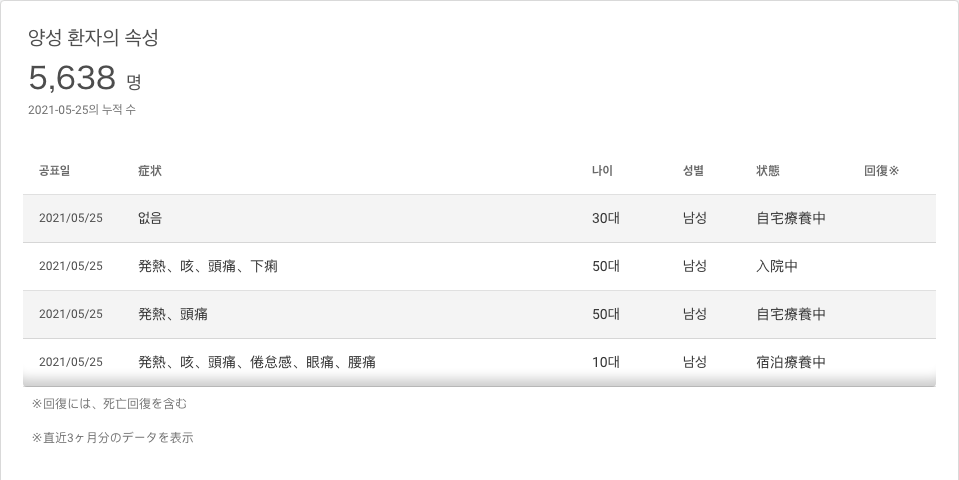 양성 환자의 속성
5,638 명
2021-05-25의 누적 수
공표일 症状 나이 성별 状態 回復※
2021/05/25 없음 30대 남성 自宅療養中
2021/05/25 発熱、咳、頭痛、下痢 50대 남성 入院中
2021/05/25 発熱、頭痛 50대 남성 自宅療養中
2021/05/25 発熱、咳、頭痛、倦怠感、眼痛、腰痛 10대 남성 宿泊療養中
※回復には、死亡回復を含む
※直近3ヶ月分のデータを表示